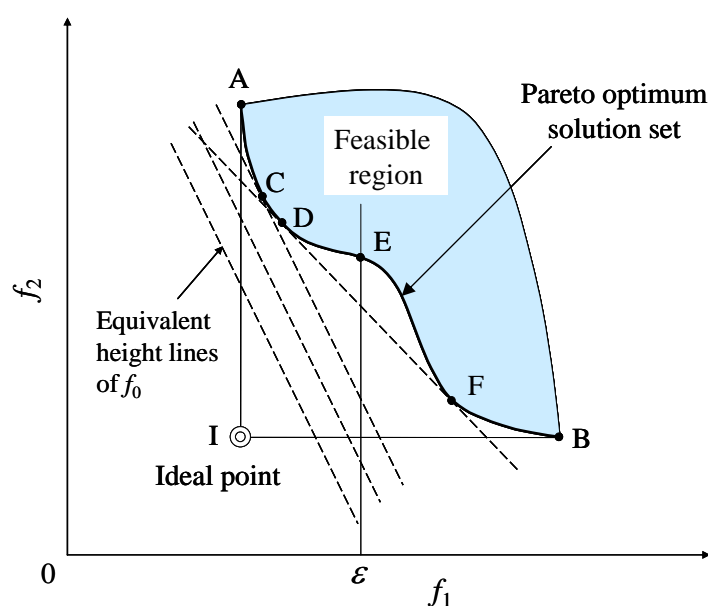 A
Pareto optimum
solution set
Feasible
region
C
D
E
f2
Equivalent
height lines
of f0
F
I
B
Ideal point
0
ε
f1